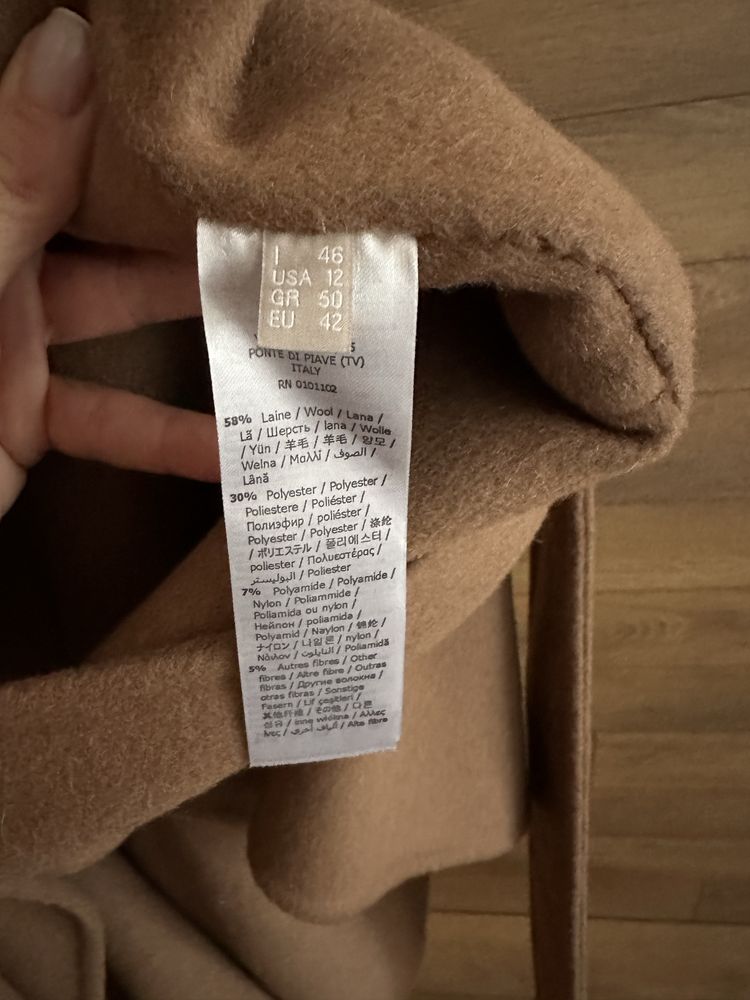 I 46
USA 12
GR 50
EU 42
PONTE DI PIAVE (TV)
ITALY
RN 0101102
58% Laine / Wool / Lana /
Lã / Шерсть / lana / Wolle
/ Yün / 羊毛 / 羊毛 / 양모 /
Wełna / Μαλλί / الصوف /
Lână
30% Polyester / Polyester /
Poliestere / Poliéster /
Полиэфир / poliéster /
Polyester / Polyester / 涤纶
/ ポリエステル / 폴리에스터 /
poliester / Πολυεστέρας /
البوليستر / Poliester
7% Polyamide / Polyamide /
Nylon / Poliammide /
Poliamida ou nylon /
Нейлон / poliamida /
Polyamid / Naylon / 锦纶 /
ナイロン / 나일론 / nylon /
Νάυλον / النايلون / Poliamidă
5% Autres fibres / Other
fibres / Altre fibre / Outras
fibras / Другие волокна /
otras fibras / Sonstige
Fasern / Lif çeşitleri /
其他纤维 / その他 / 다른
섬유 / inne włókna / Άλλες
ίνες / ألياف أخرى / Alte fibre